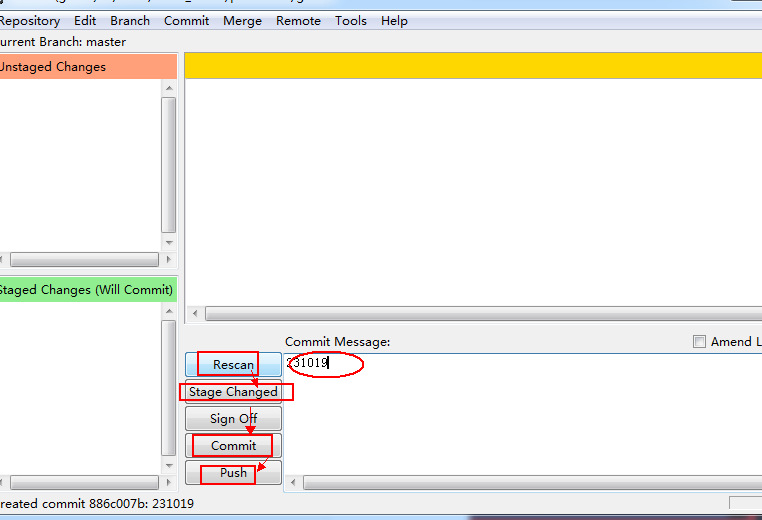 Repository Edit Branch Commit Merge Remote Tools Help
urrent Branch: master
Unstaged Changes
Staged Changes (Will Commit)
Commit Message:
Amend L
Rescan
231019
Stage Changed
Sign Off
Commit
Push
reated commit 886c007b: 231019